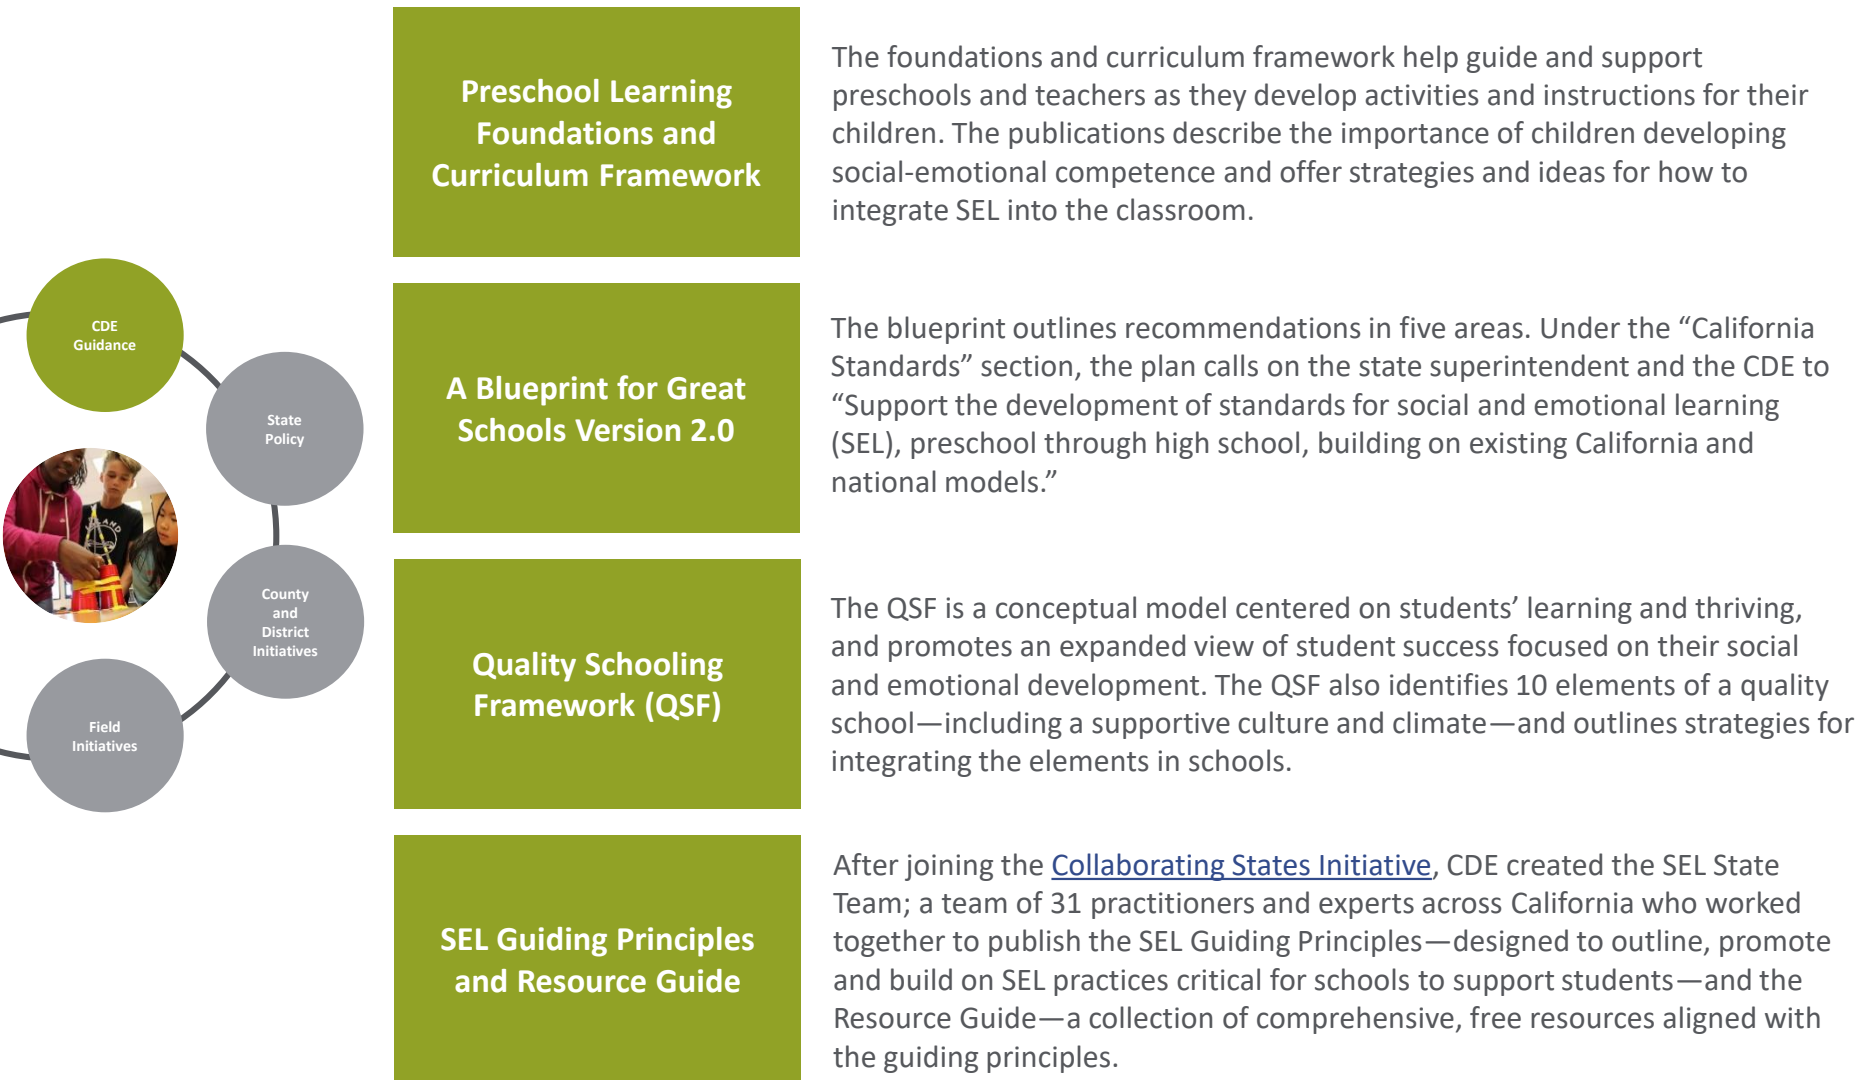 Preschool Learning
Foundations and
Curriculum Framework
The foundations and curriculum framework help guide and support
preschools and teachers as they develop activities and instructions for their
children. The publications describe the importance of children developing
social-emotional competence and offer strategies and ideas for how to
integrate SEL into the classroom.
CDE
Guidance
State
Policy
County
and
District
Initiatives
Field
Initiatives
A Blueprint for Great
Schools Version 2.0
The blueprint outlines recommendations in five areas. Under the “California
Standards” section, the plan calls on the state superintendent and the CDE to
“Support the development of standards for social and emotional learning
(SEL), preschool through high school, building on existing California and
national models.”
Quality Schooling
Framework (QSF)
The QSF is a conceptual model centered on students’ learning and thriving,
and promotes an expanded view of student success focused on their social
and emotional development. The QSF also identifies 10 elements of a quality
school—including a supportive culture and climate—and outlines strategies for
integrating the elements in schools.
SEL Guiding Principles
and Resource Guide
After joining the Collaborating States Initiative, CDE created the SEL State
Team; a team of 31 practitioners and experts across California who worked
together to publish the SEL Guiding Principles—designed to outline, promote
and build on SEL practices critical for schools to support students—and the
Resource Guide—a collection of comprehensive, free resources aligned with
the guiding principles.